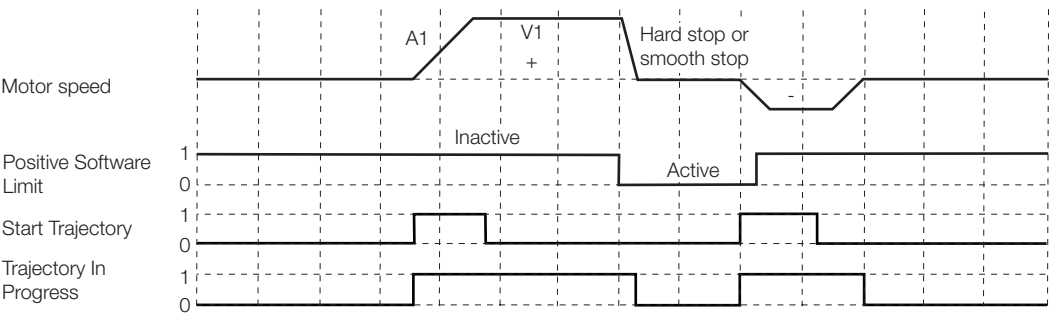 A1
V1
+
Hard stop or
smooth stop
Motor speed
-
Inactive
Positive Software
Limit
1
0
Active
Start Trajectory
1
0
Trajectory In
Progress
1
0